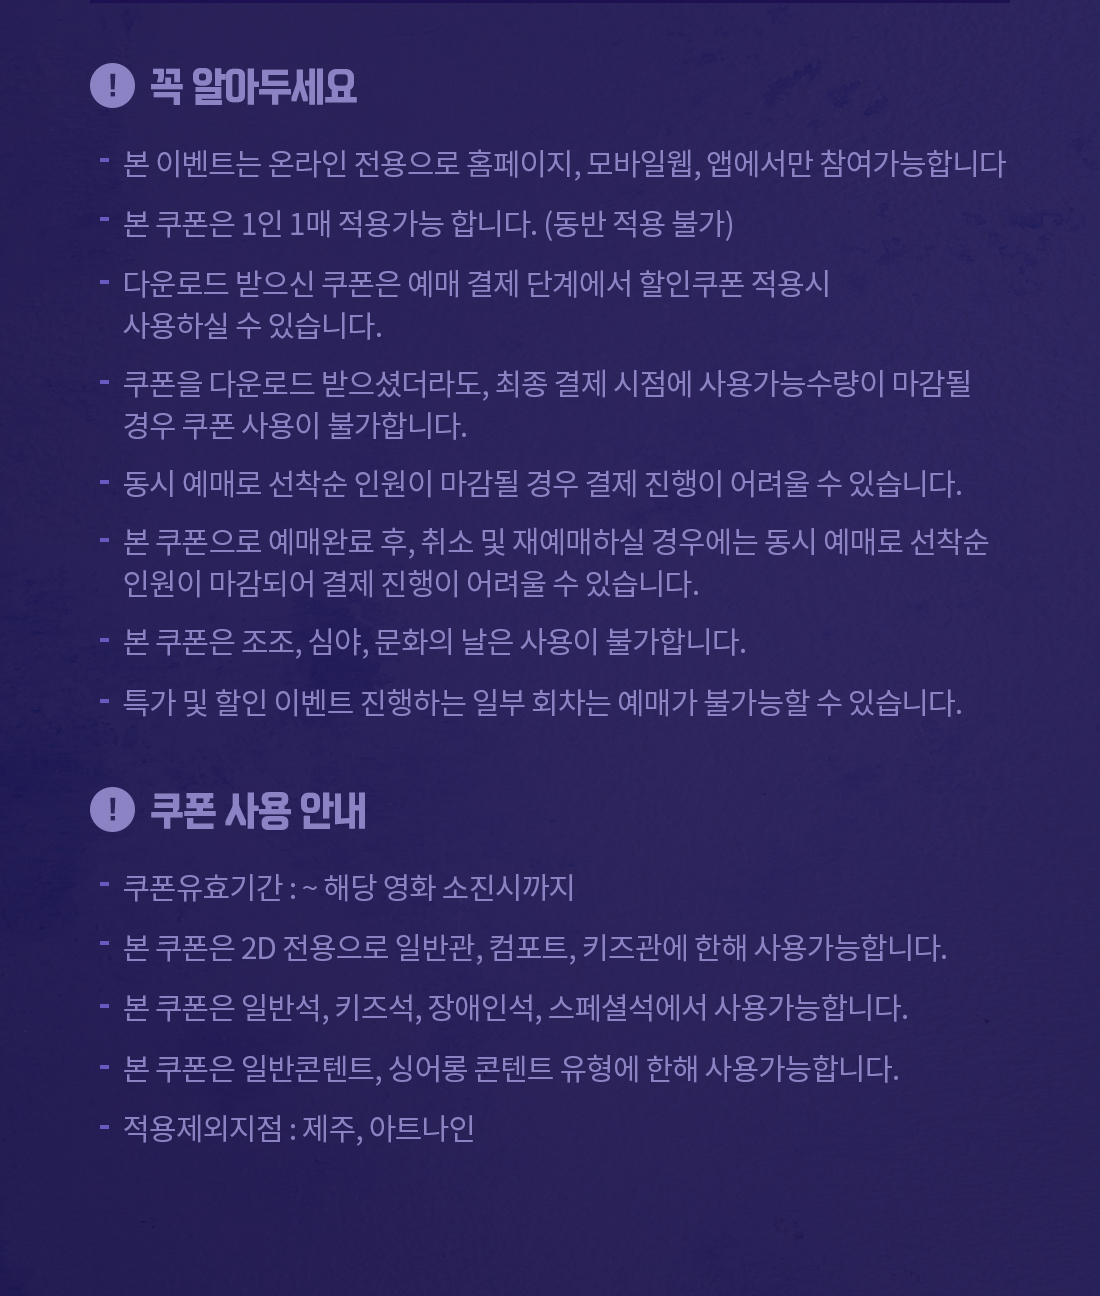 ! 꼭 알아두세요
- 본 이벤트는 온라인 전용으로 홈페이지, 모바일웹, 앱에서만 참여가능합니다
- 본 쿠폰은 1인 1매 적용가능 합니다. (동반 적용 불가)
- 다운로드 받으신 쿠폰은 예매 결제 단계에서 할인쿠폰 적용시
사용하실 수 있습니다.
- 쿠폰을 다운로드 받으셨더라도, 최종 결제 시점에 사용가능수량이 마감될
경우 쿠폰 사용이 불가합니다.
- 동시 예매로 선착순 인원이 마감될 경우 결제 진행이 어려울 수 있습니다.
- 본 쿠폰으로 예매완료 후, 취소 및 재예매하실 경우에는 동시 예매로 선착순
인원이 마감되어 결제 진행이 어려울 수 있습니다.
- 본 쿠폰은 조조, 심야, 문화의 날은 사용이 불가합니다.
- 특가 및 할인 이벤트 진행하는 일부 회차는 예매가 불가능할 수 있습니다.
! 쿠폰 사용 안내
- 쿠폰유효기간 : ~ 해당 영화 소진시까지
- 본 쿠폰은 2D 전용으로 일반관, 컴포트, 키즈관에 한해 사용가능합니다.
- 본 쿠폰은 일반석, 키즈석, 장애인석, 스페셜석에서 사용가능합니다.
- 본 쿠폰은 일반콘텐트, 싱어롱 콘텐트 유형에 한해 사용가능합니다.
- 적용제외지점 : 제주, 아트나인